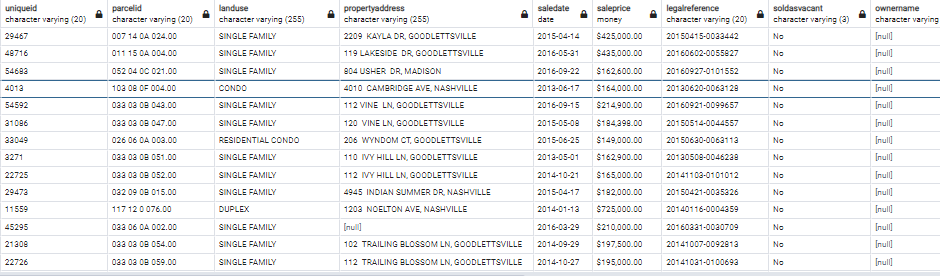 uniqueid parcelid landuse propertyaddress saledate saleprice legalreference soldasvacant ownername
character varying (20) character varying (20) character varying (255) character varying (255) date money character varying (20) character varying (3) character varying
29467 007 14 0A 024.00 SINGLE FAMILY 2209 KAYLA DR, GOODLETTSVILLE 2015-04-14 $425,000.00 20150415-0033442 No [null]
48716 011 15 0A 004.00 SINGLE FAMILY 119 LAKESIDE DR, GOODLETTSVILLE 2016-05-31 $435,000.00 20160602-0055827 No [null]
54683 052 04 0C 021.00 SINGLE FAMILY 804 USHER DR, MADISON 2016-09-22 $162,600.00 20160927-0101552 No [null]
4013 103 08 0F 004.00 CONDO 4010 CAMBRIDGE AVE, NASHVILLE 2013-06-17 $164,000.00 20130620-0063128 No [null]
54592 033 03 0B 043.00 SINGLE FAMILY 112 VINE LN, GOODLETTSVILLE 2016-09-15 $214,900.00 20160921-0099657 No [null]
31086 033 03 0B 047.00 SINGLE FAMILY 120 VINE LN, GOODLETTSVILLE 2015-05-08 $184,398.00 20150514-0044557 No [null]
33049 026 06 0A 003.00 RESIDENTIAL CONDO 206 WYNDOM CT, GOODLETTSVILLE 2015-06-25 $149,000.00 20150630-0063113 No [null]
3271 033 03 0B 051.00 SINGLE FAMILY 110 IVY HILL LN, GOODLETTSVILLE 2013-05-01 $162,900.00 20130508-0046238 No [null]
22725 033 03 0B 052.00 SINGLE FAMILY 112 IVY HILL LN, GOODLETTSVILLE 2014-10-21 $165,000.00 20141103-0101012 No [null]
29473 032 09 0B 015.00 SINGLE FAMILY 4945 INDIAN SUMMER DR, NASHVILLE 2015-04-17 $182,000.00 20150421-0035326 No [null]
11559 117 12 0 076.00 DUPLEX 1203 NOELTON AVE, NASHVILLE 2014-01-13 $725,000.00 20140116-0004359 No [null]
45295 033 06 0A 002.00 SINGLE FAMILY [null] 2016-03-29 $210,000.00 20160331-0030709 No [null]
21308 033 03 0B 054.00 SINGLE FAMILY 102 TRAILING BLOSSOM LN, GOODLETTSVILLE 2014-09-29 $197,500.00 20141007-0092813 No [null]
22726 033 03 0B 059.00 SINGLE FAMILY 112 TRAILING BLOSSOM LN, GOODLETTSVILLE 2014-10-27 $195,000.00 20141031-0100693 No [null]